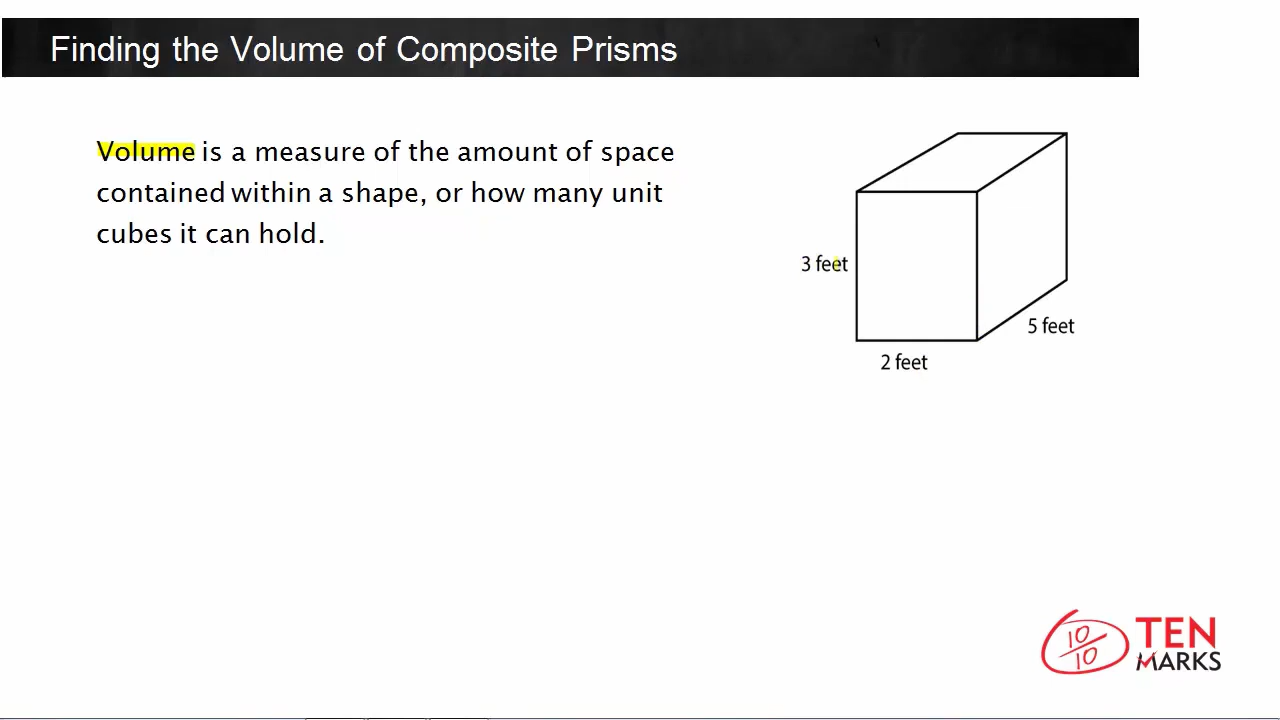 Finding the Volume of Composite Prisms
Volume is a measure of the amount of space
contained within a shape, or how many unit
cubes it can hold.
3 feet
5 feet
2 feet
10
10
TEN
MARKS